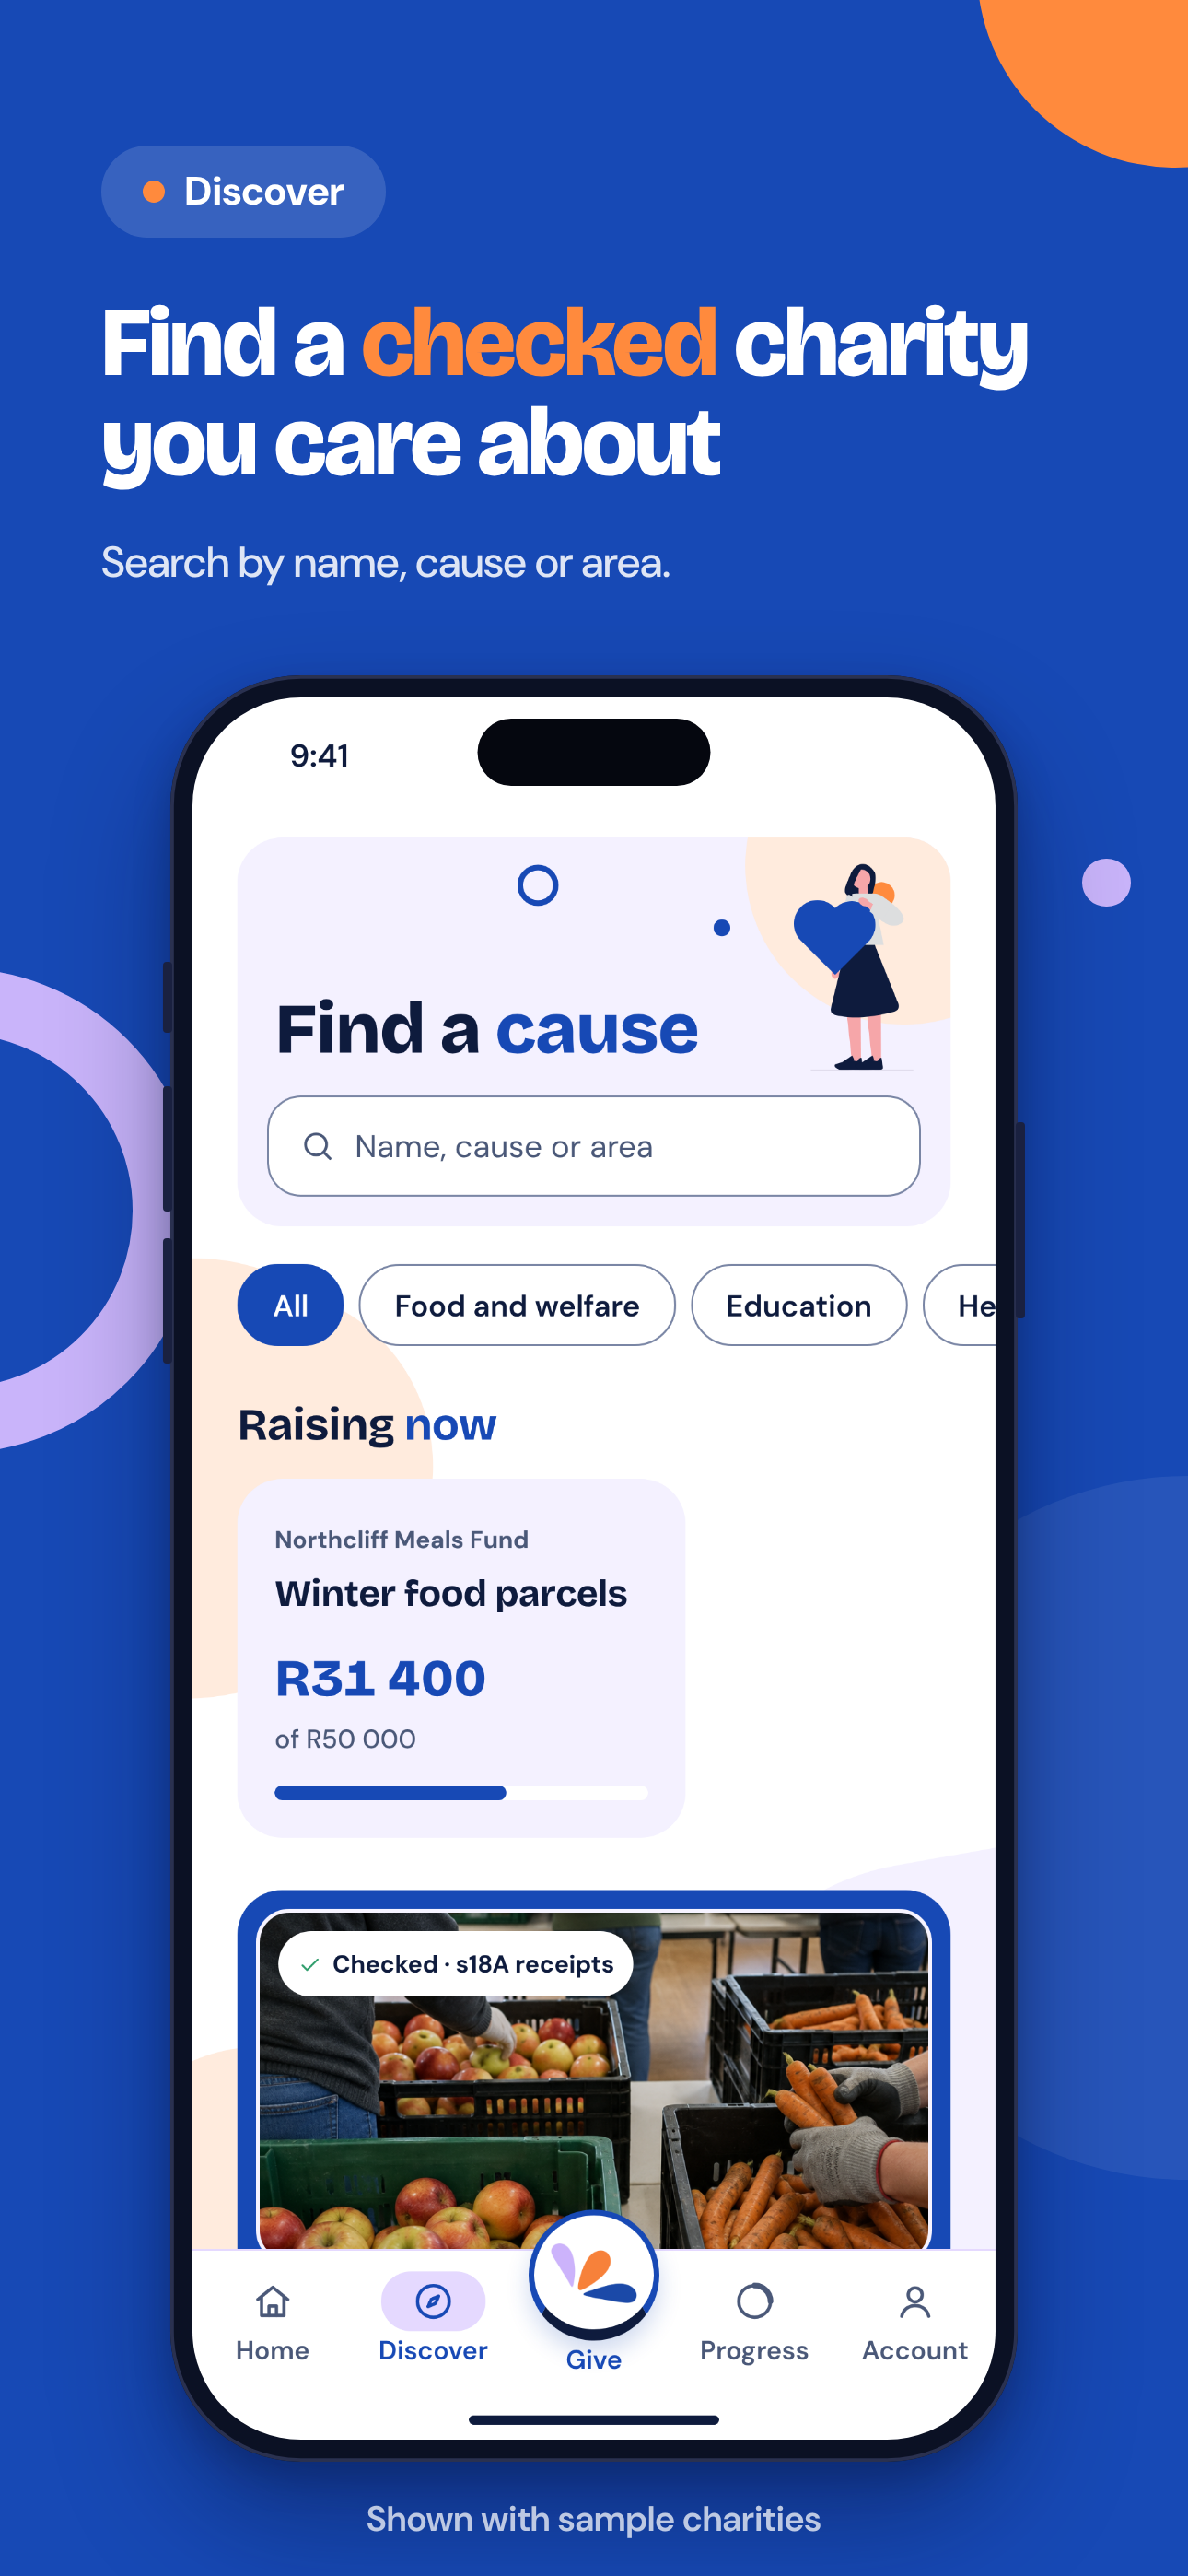 Discover
Find a checked charity
you care about
Search by name, cause or area.
9:41
Find a cause
Name, cause or area
All
Food and welfare
Education
He
Raising now
Northcliff Meals Fund
Winter food parcels
R31 400
of R50 000
Checked · s18A receipts
Home
Discover
Give
Progress
Account
Shown with sample charities